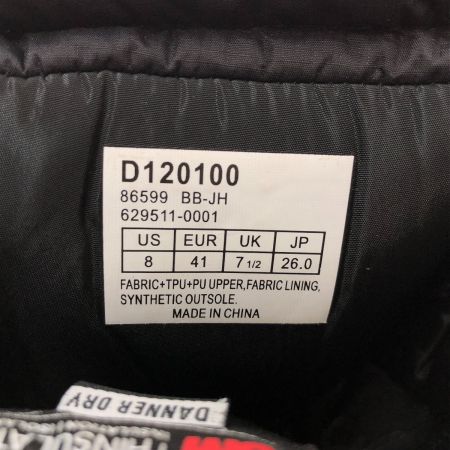 D120100
86599 BB-JH
629511-0001
US EUR UK JP
8 41 7 1/2 26.0
FABRIC+TPU+PU UPPER,FABRIC LINING,
SYNTHETIC OUTSOLE.
MADE IN CHINA
DANNER DRY